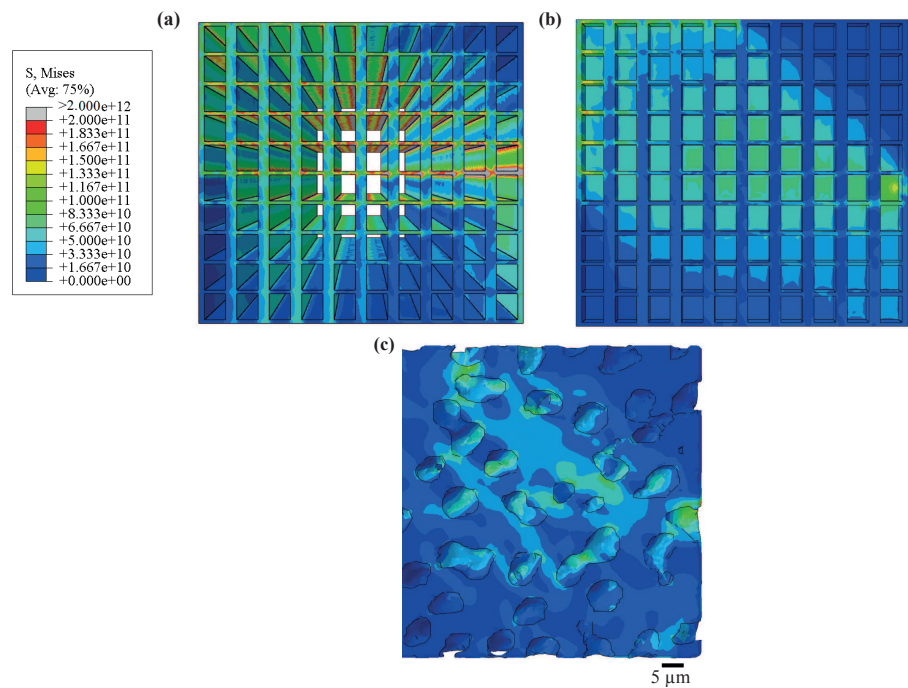 (a)
(b)
S, Mises
(Avg: 75%)
>2.000e+12
+2.000e+11
+1.833e+11
+1.667e+11
+1.500e+11
+1.333e+11
+1.167e+11
+1.000e+11
+8.333e+10
+6.667e+10
+5.000e+10
+3.333e+10
+1.667e+10
+0.000e+00
(c)
5 µm